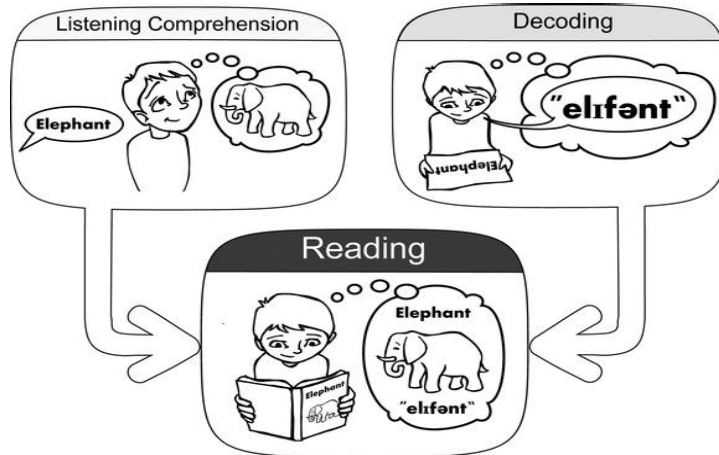 Listening Comprehension
Elephant
Decoding
"elɪfənt"
Elephant
Reading
Elephant
Elephant
"elɪfənt"